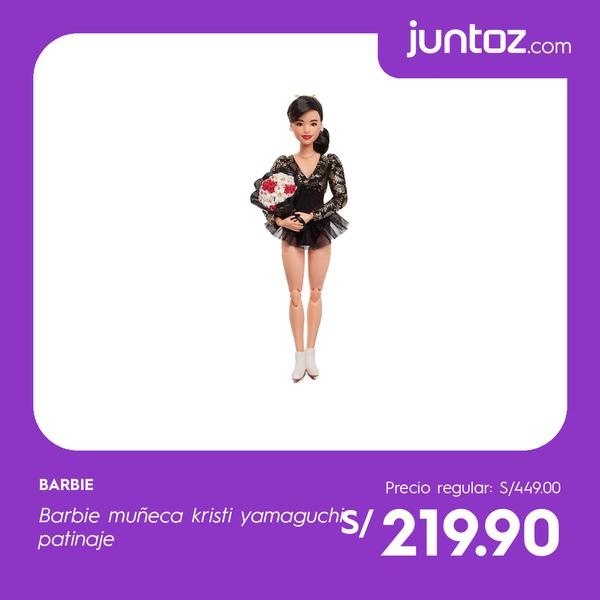 juntoz.com
BARBIE
Barbie muñeca kristi yamaguchi
patinaje
Precio regular: S/449.00
S/ 219.90